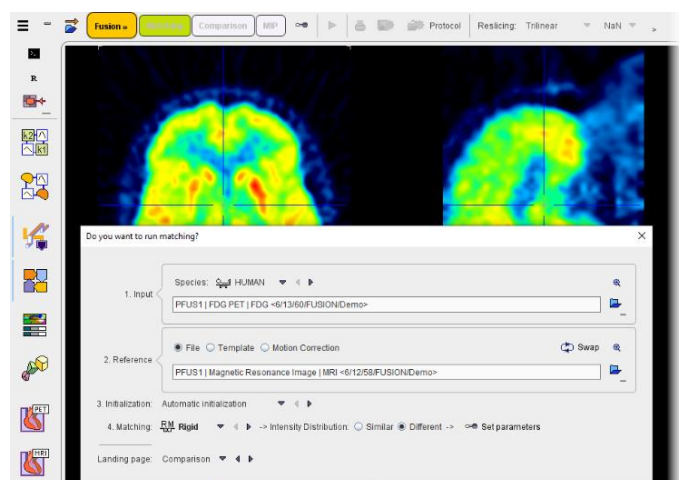 Fusion Comparison MIP Protocol Reslicing: Trilinear NaN
R
k2
k1
Do you want to run matching?
Species: HUMAN
1. Input
PFUS1 | FDG PET | FDG <6/13/60/FUSION/Demo>
File Template Motion Correction Swap
2. Reference
PFUS1 | Magnetic Resonance Image | MRI <6/12/58/FUSION/Demo>
3. Initialization: Automatic initialization
4. Matching: Rigid -> Intensity Distribution: Similar Different -> Set parameters
Landing page: Comparison
PET
MRI